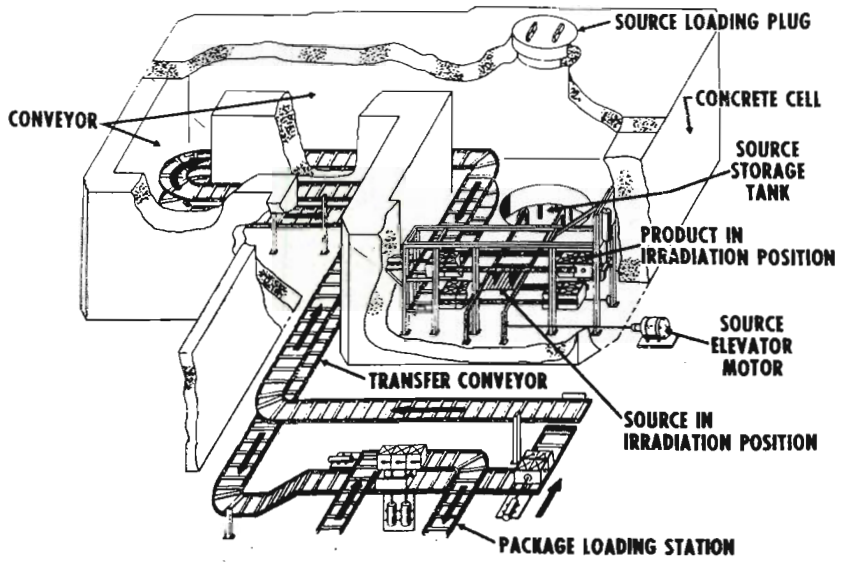 SOURCE LOADING PLUG
CONVEYOR
CONCRETE CELL
SOURCE
STORAGE
TANK
PRODUCT IN
IRRADIATION POSITION
SOURCE
ELEVATOR
MOTOR
TRANSFER CONVEYOR
SOURCE IN
IRRADIATION POSITION
PACKAGE LOADING STATION